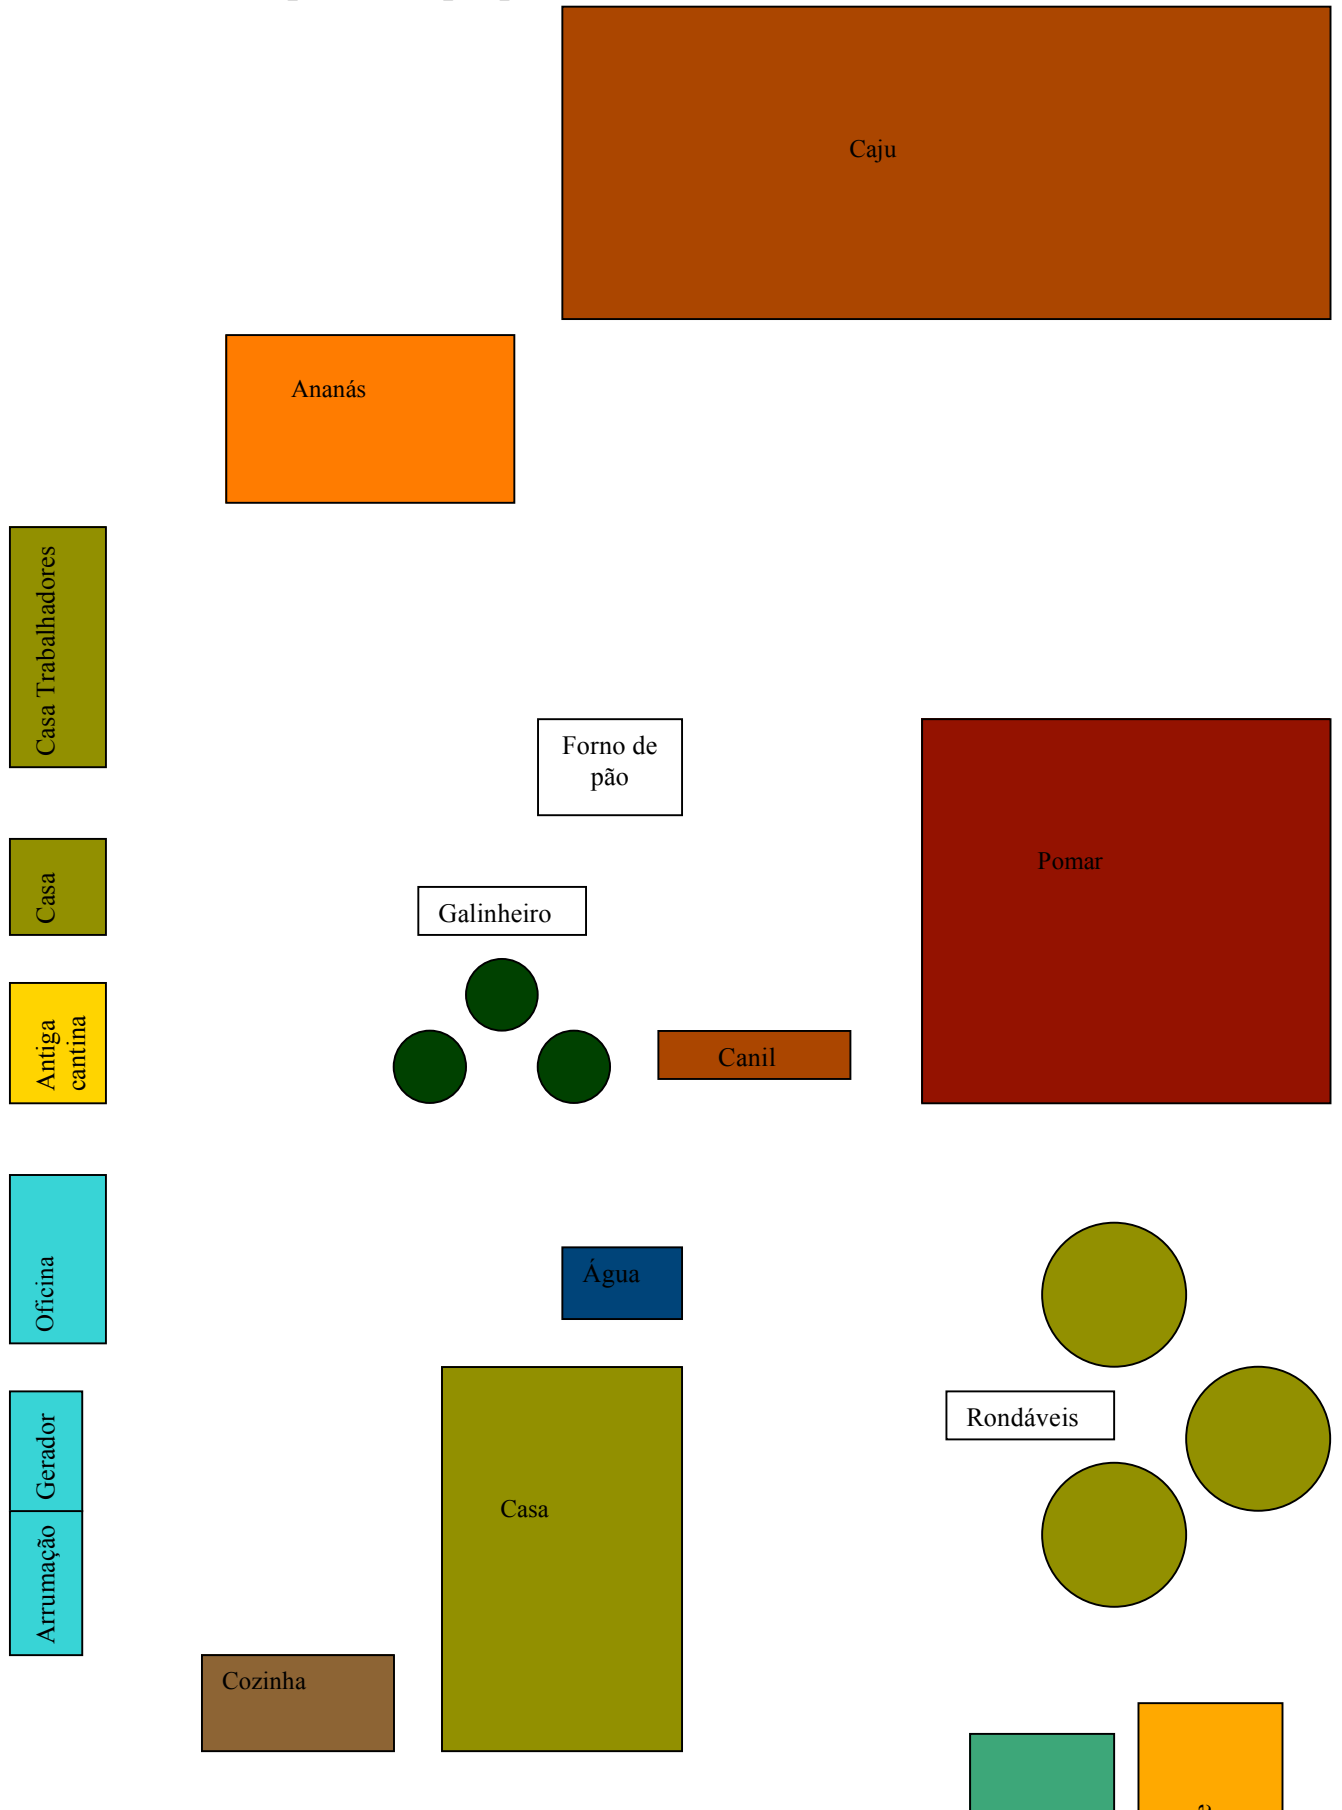 Caju
Ananás
Casa Trabalhadores
Forno de
pão
Pomar
Casa
Galinheiro
Antiga
cantina
Canil
Oficina
Água
Gerador
Rondáveis
Casa
Arrumação
Cozinha